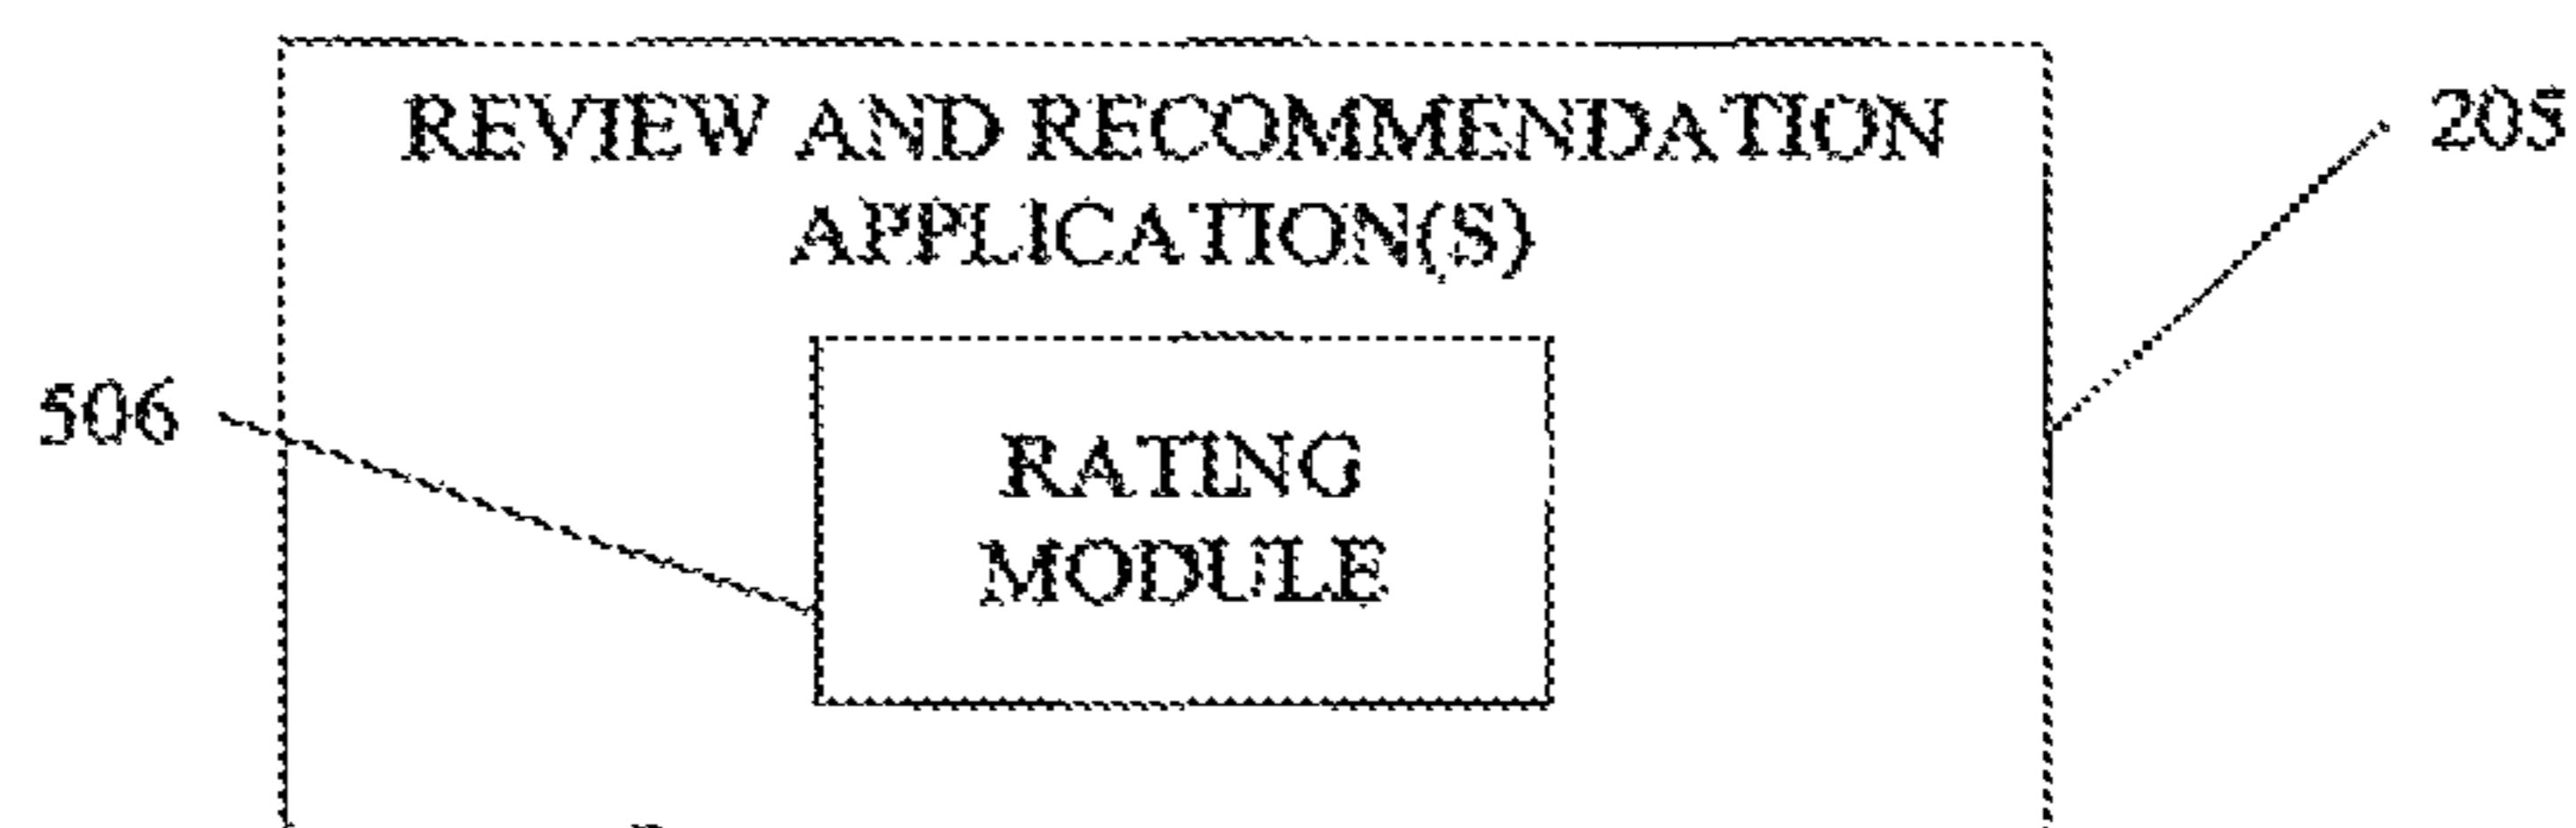 REVIEW AND RECOMMENDATION
APPLICATION(S)
205
506
RATING
MODULE